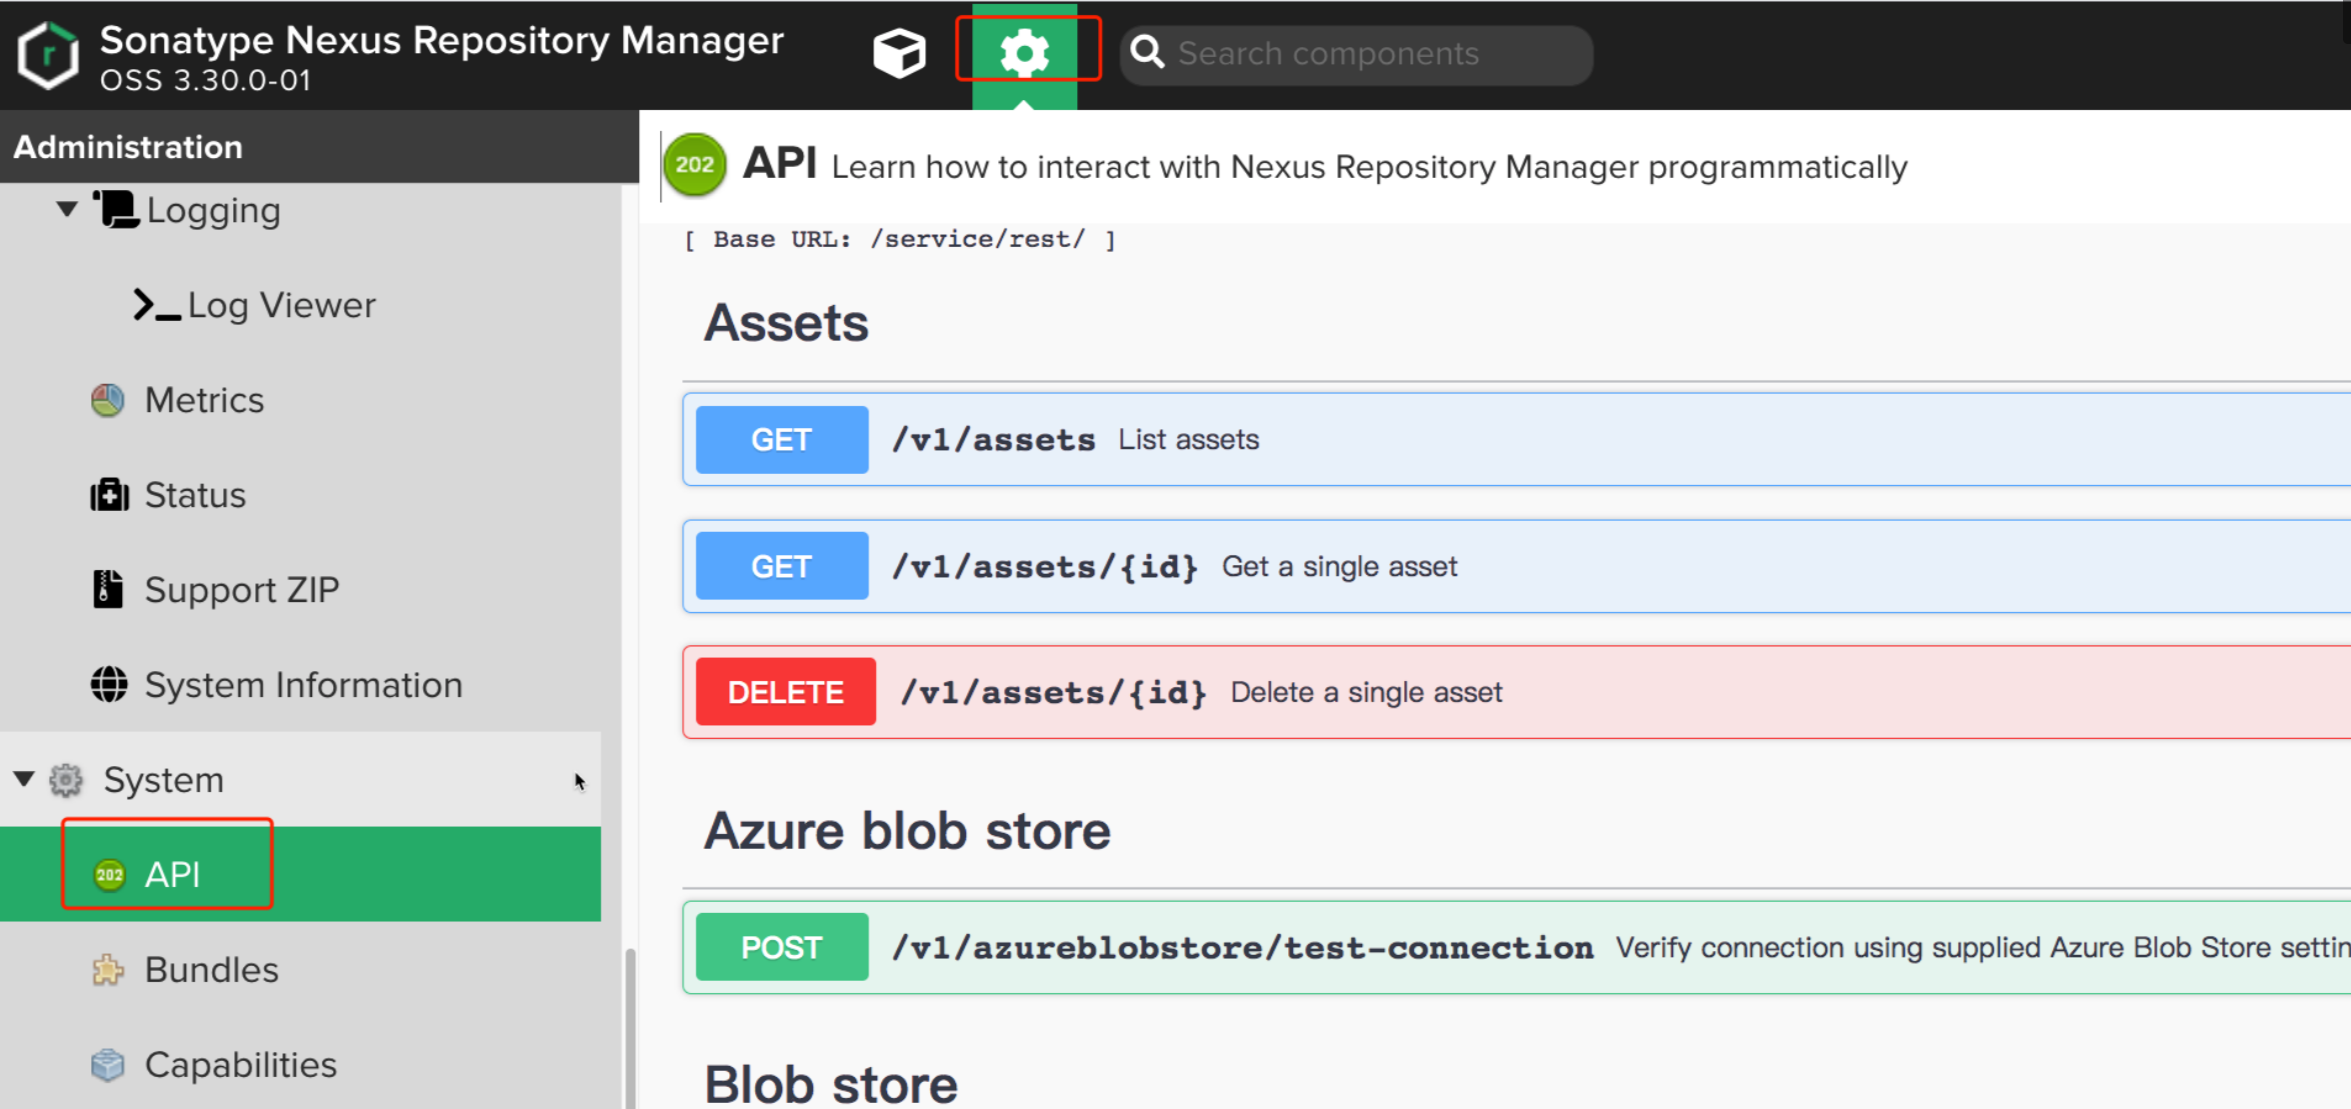 Sonatype Nexus Repository Manager
OSS 3.30.0-01
Search components
Administration
Logging
Log Viewer
Metrics
Status
Support ZIP
System Information
System
202 API
Bundles
Capabilities
202 API Learn how to interact with Nexus Repository Manager programmatically
[ Base URL: /service/rest/ ]
Assets
GET /v1/assets List assets
GET /v1/assets/{id} Get a single asset
DELETE /v1/assets/{id} Delete a single asset
Azure blob store
POST /v1/azureblobstore/test-connection Verify connection using supplied Azure Blob Store
Blob store